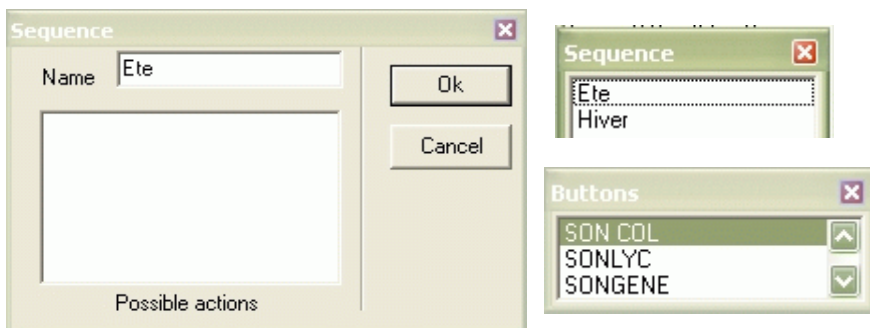 Sequence
Name Ete
Ok
Cancel
Possible actions
Sequence
Ete
Hiver
Buttons
SON COL
SONLYC
SONGENE